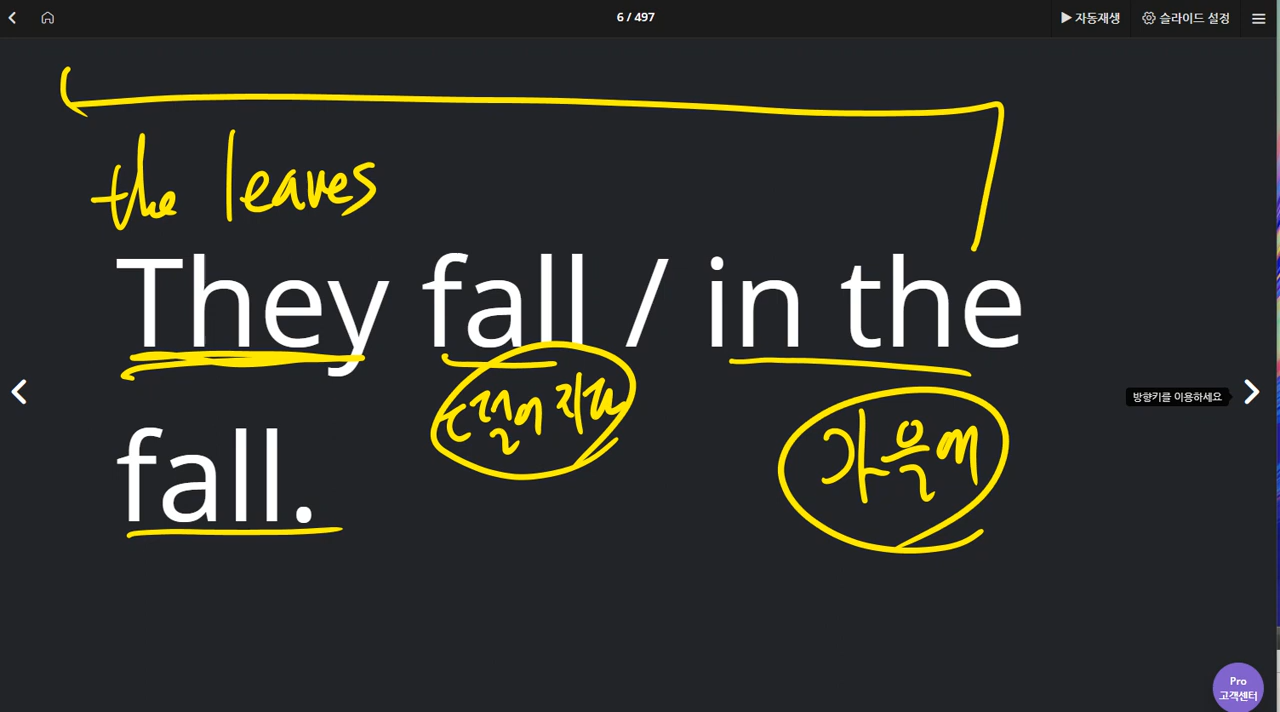 6 / 497
▶ 자동재생
슬라이드 설정
the leaves
They fall / in the
떨어지다
방향키를 이용하세요
가을에
fall.
Pro
고객센터